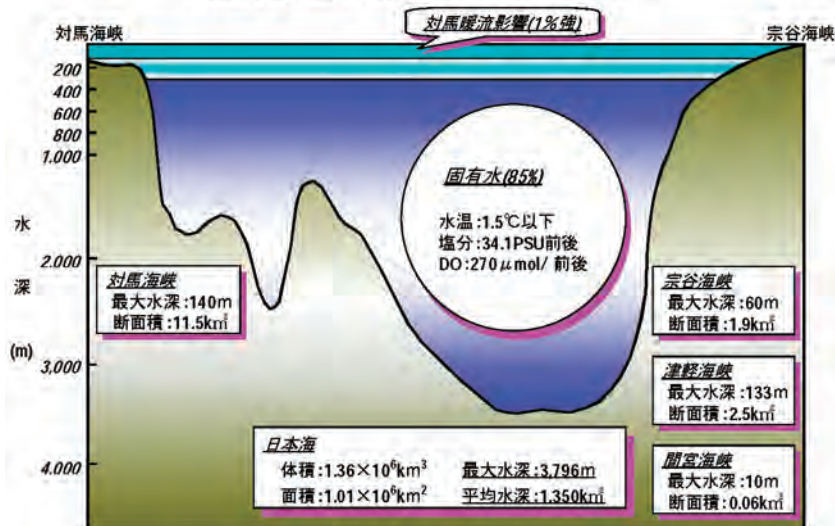 対馬暖流影響(1%強)
対馬海峡
宗谷海峡
200
400
600
800
1.000
2.000
3,000
4.000
水
深
(m)
固有水(85%)
水温:1.5℃以下
塩分:34.1PSU前後
DO:270μmol/前後
対馬海峡
最大水深:140m
断面積:11.5k㎡
宗谷海峡
最大水深:60m
断面積:1.9k㎡
津軽海峡
最大水深:133m
断面積:2.5k㎡
間宮海峡
最大水深:10m
断面積:0.06k㎡
日本海
体積:1.36×10⁶km³
面積:1.01×10⁶km²
最大水深:3,796m
平均水深:1,350k㎡